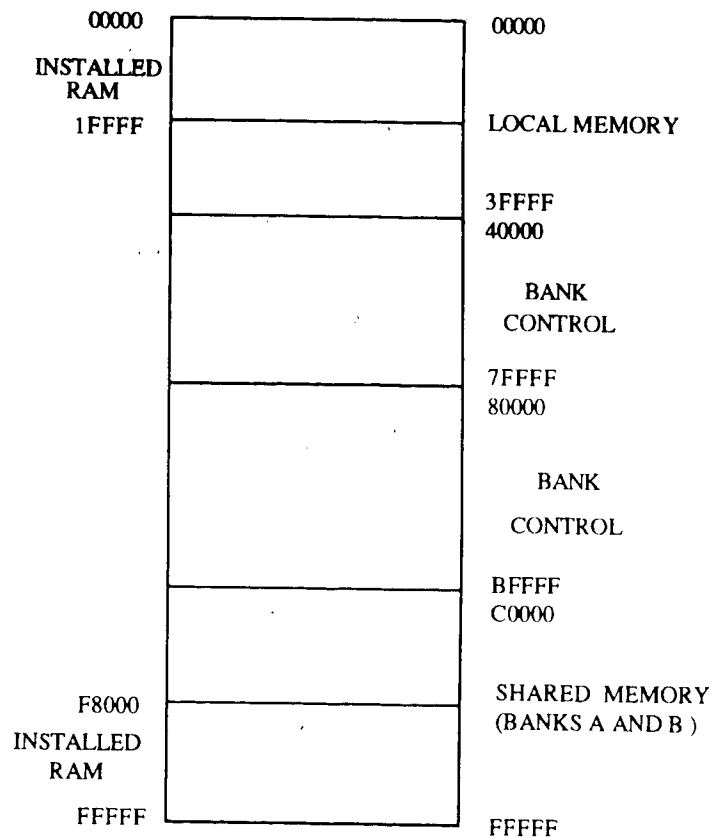 00000
00000
INSTALLED
RAM
1FFFF
LOCAL MEMORY
3FFFF
40000
BANK
CONTROL
7FFFF
80000
BANK
CONTROL
BFFFF
C0000
F8000
SHARED MEMORY
(BANKS A AND B )
INSTALLED
RAM
FFFFF
FFFFF